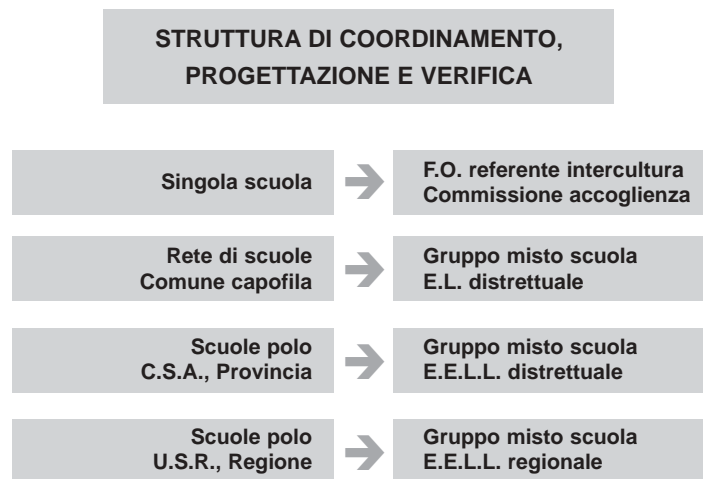 STRUTTURA DI COORDINAMENTO,
PROGETTAZIONE E VERIFICA
Singola scuola
F.O. referente intercultura
Commissione accoglienza
Rete di scuole
Comune capofila
Gruppo misto scuola
E.L. distrettuale
Scuole polo
C.S.A., Provincia
Gruppo misto scuola
E.E.L.L. distrettuale
Scuole polo
U.S.R., Regione
Gruppo misto scuola
E.E.L.L. regionale